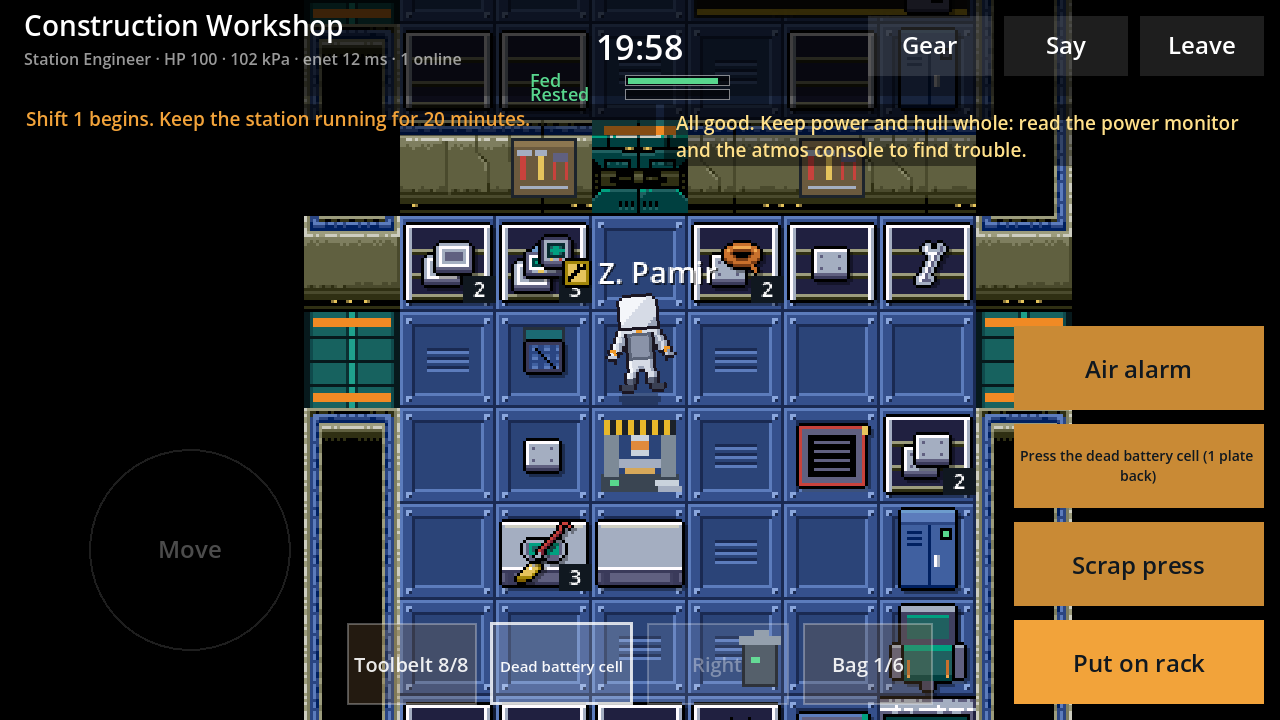 Construction Workshop
Station Engineer · HP 100 · 102 kPa · enet 12 ms · 1 online
19:58
Gear
Say
Leave
Fed
Rested
Shift 1 begins. Keep the station running for 20 minutes.
All good. Keep power and hull whole: read the power monitor
and the atmos console to find trouble.
Z. Pamir
2
2
Air alarm
Press the dead battery cell (1 plate
back)
2
Scrap press
Move
3
Toolbelt 8/8
Dead battery cell
Right
Bag 1/6
Put on rack